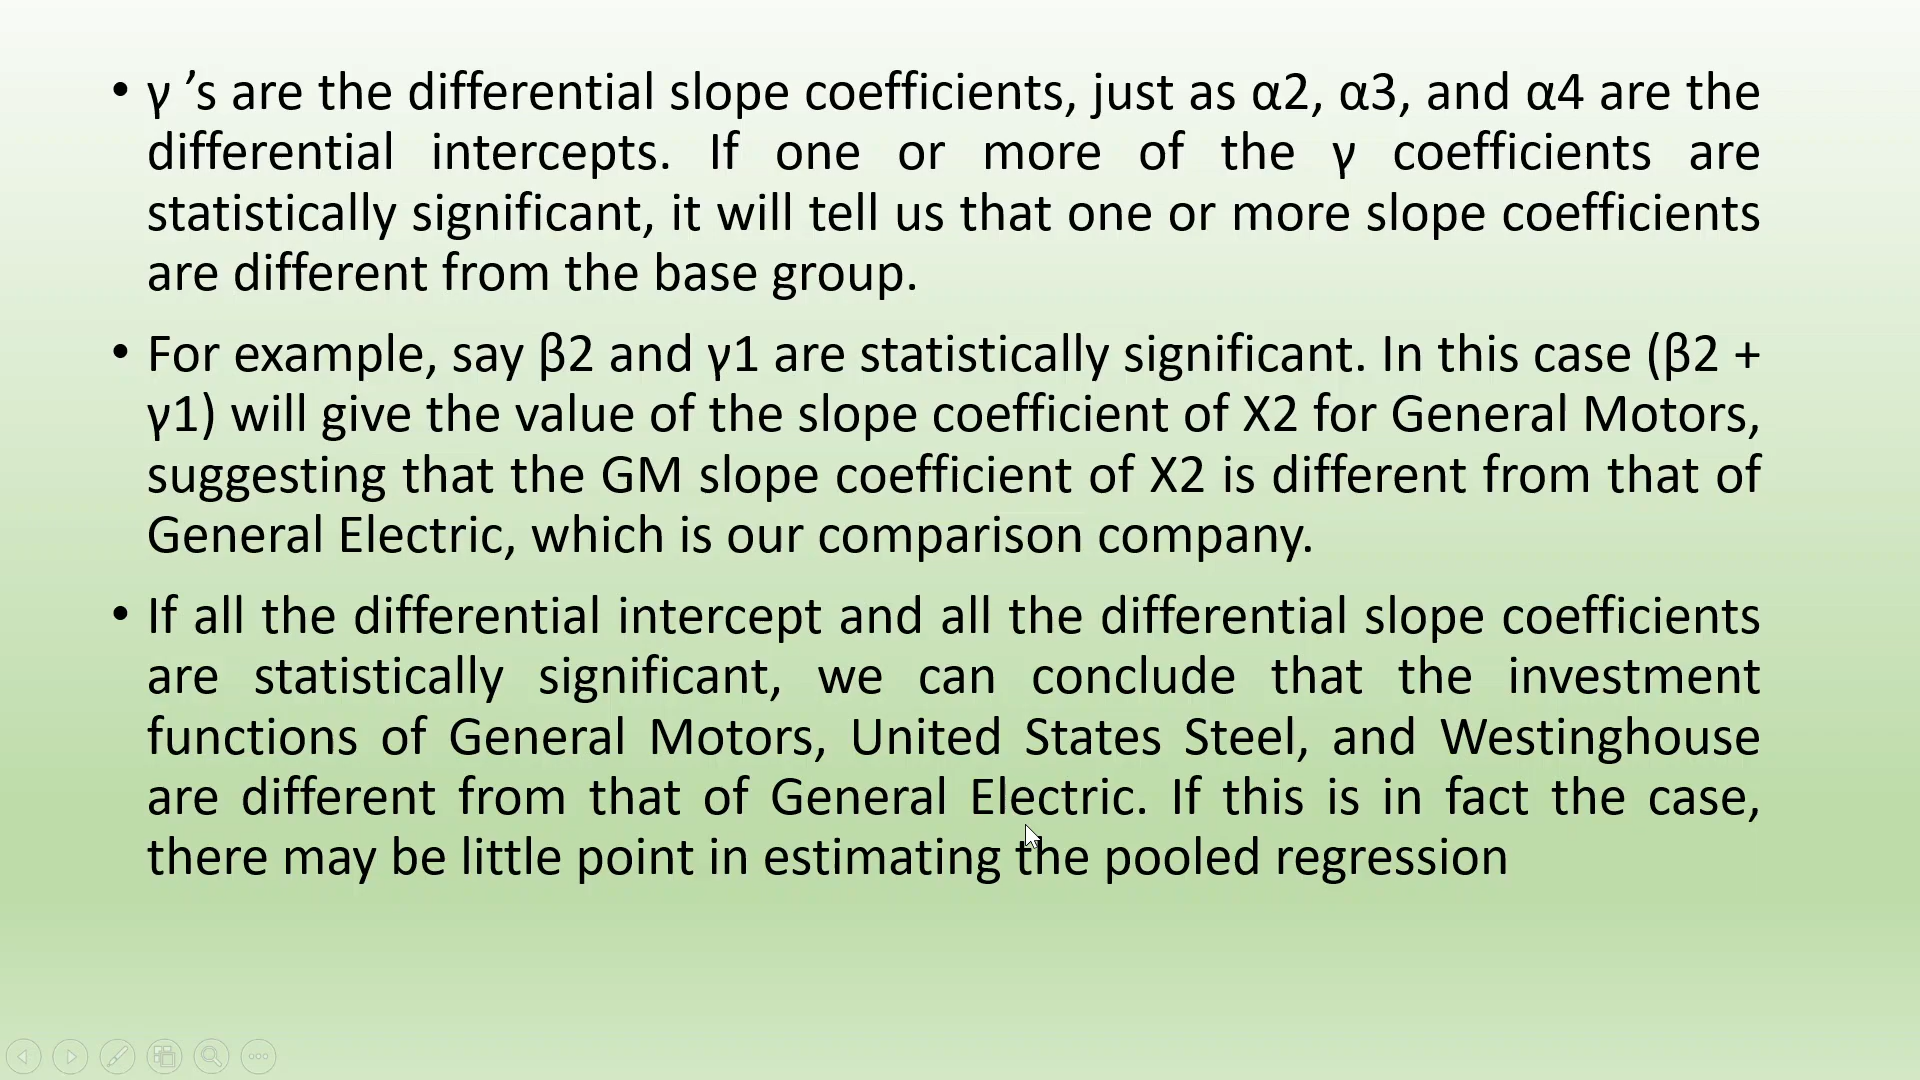 • γ ’s are the differential slope coefficients, just as α2, α3, and α4 are the
differential intercepts. If one or more of the γ coefficients are
statistically significant, it will tell us that one or more slope coefficients
are different from the base group.
• For example, say β2 and γ1 are statistically significant. In this case (β2 +
γ1) will give the value of the slope coefficient of X2 for General Motors,
suggesting that the GM slope coefficient of X2 is different from that of
General Electric, which is our comparison company.
• If all the differential intercept and all the differential slope coefficients
are statistically significant, we can conclude that the investment
functions of General Motors, United States Steel, and Westinghouse
are different from that of General Electric. If this is in fact the case,
there may be little point in estimating the pooled regression